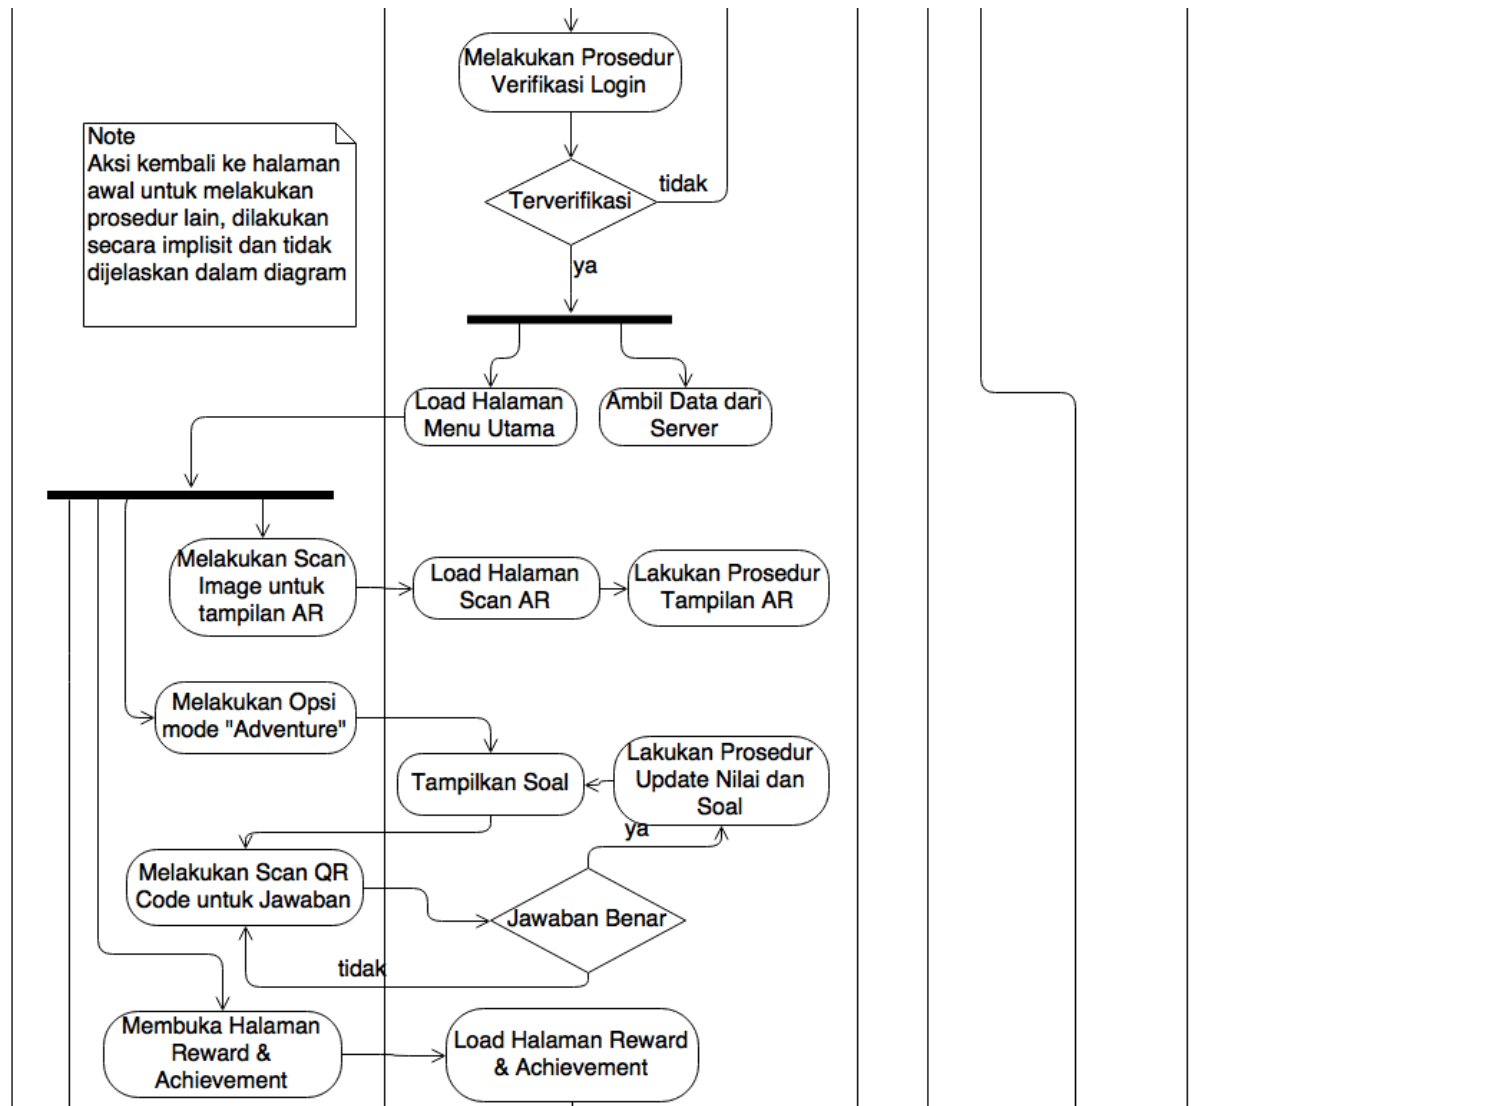 Melakukan Prosedur
Verifikasi Login
Note
Aksi kembali ke halaman
awal untuk melakukan
prosedur lain, dilakukan
secara implisit dan tidak
dijelaskan dalam diagram
Terverifikasi
tidak
ya
Load Halaman
Menu Utama
Ambil Data dari
Server
Melakukan Scan
Image untuk
tampilan AR
Load Halaman
Scan AR
Lakukan Prosedur
Tampilan AR
Melakukan Opsi
mode "Adventure"
Tampilkan Soal
Lakukan Prosedur
Update Nilai dan
Soal
ya
Melakukan Scan QR
Code untuk Jawaban
Jawaban Benar
tidak
Membuka Halaman
Reward &
Achievement
Load Halaman Reward
& Achievement